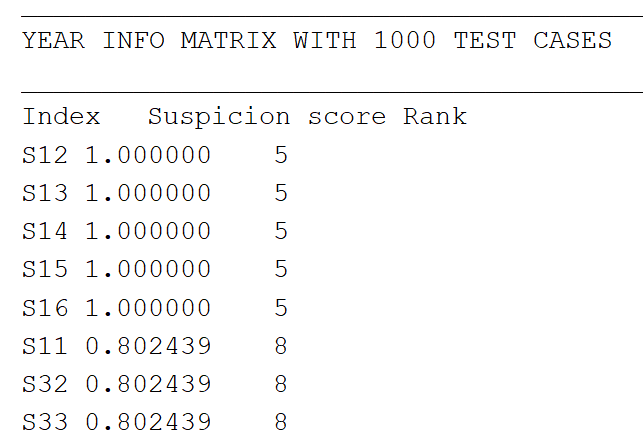 YEAR INFO MATRIX WITH 1000 TEST CASES
Index Suspicion score Rank
S12 1.000000 5
S13 1.000000 5
S14 1.000000 5
S15 1.000000 5
S16 1.000000 5
S11 0.802439 8
S32 0.802439 8
S33 0.802439 8